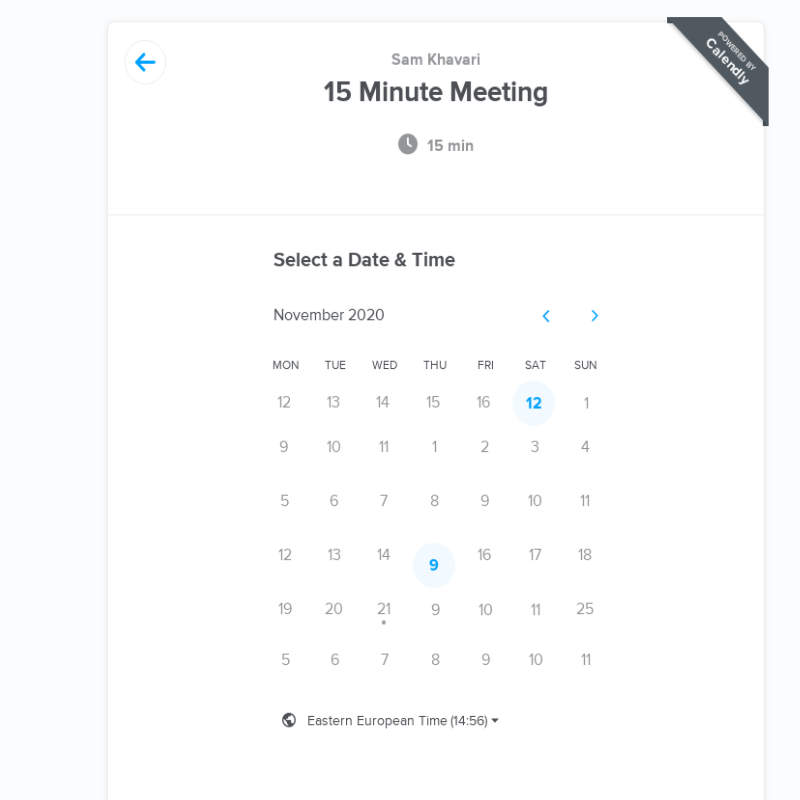 POWERED BY
Calendly
Sam Khavari
15 Minute Meeting
15 min
Select a Date & Time
November 2020
MON TUE WED THU FRI SAT SUN
12 13 14 15 16 12 1
9 10 11 1 2 3 4
5 6 7 8 9 10 11
12 13 14 9 16 17 18
19 20 21 9 10 11 25
5 6 7 8 9 10 11
Eastern European Time (14:56)